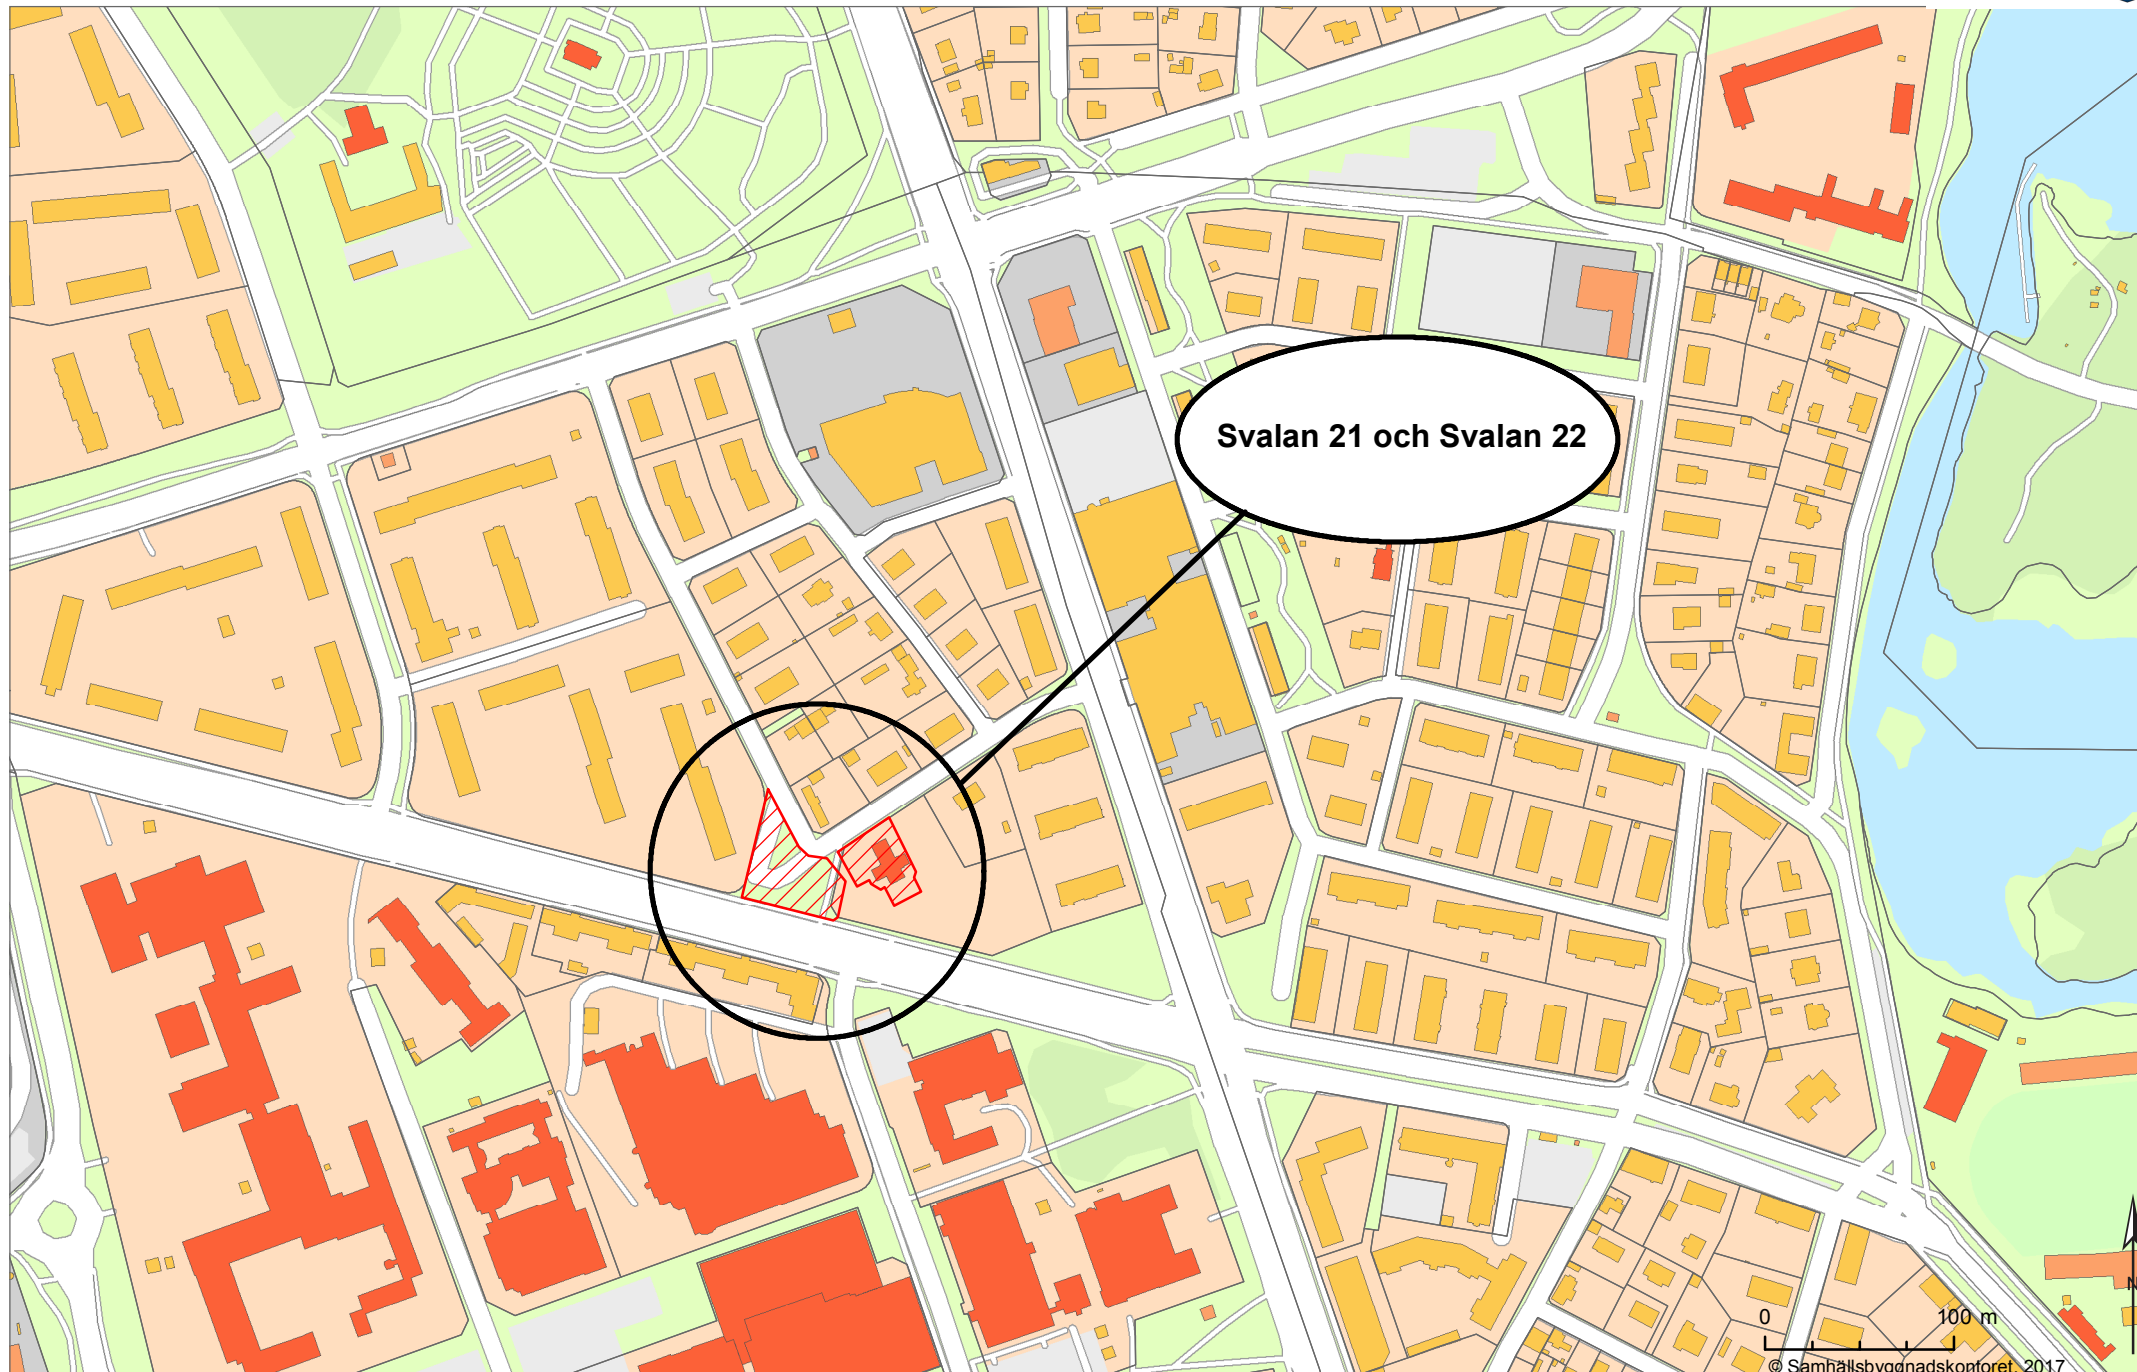 Svalan 21 och Svalan 22
0 100 m
N
© Samhällsbyggnadskontoret, 2017